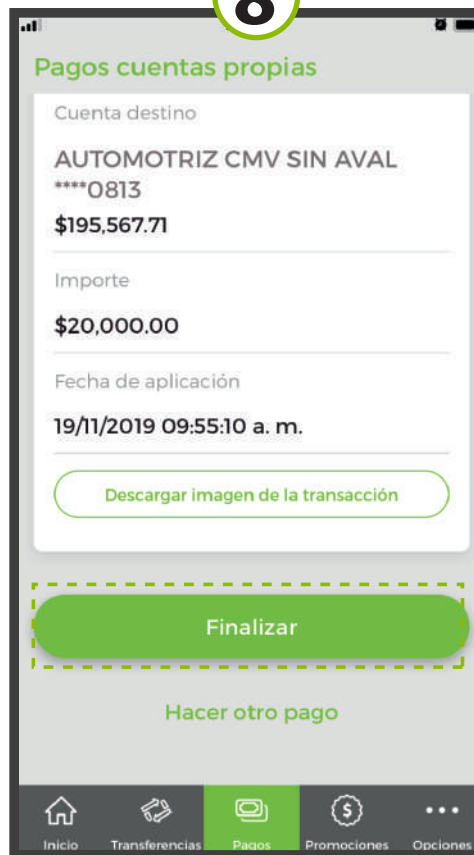 8
Pagos cuentas propias
Cuenta destino
AUTOMOTRIZ CMV SIN AVAL
****0813
$195,567.71
Importe
$20,000.00
Fecha de aplicación
19/11/2019 09:55:10 a. m.
Descargar imagen de la transacción
Finalizar
Hacer otro pago
Inicio Transferencias Pagos Promociones Opciones